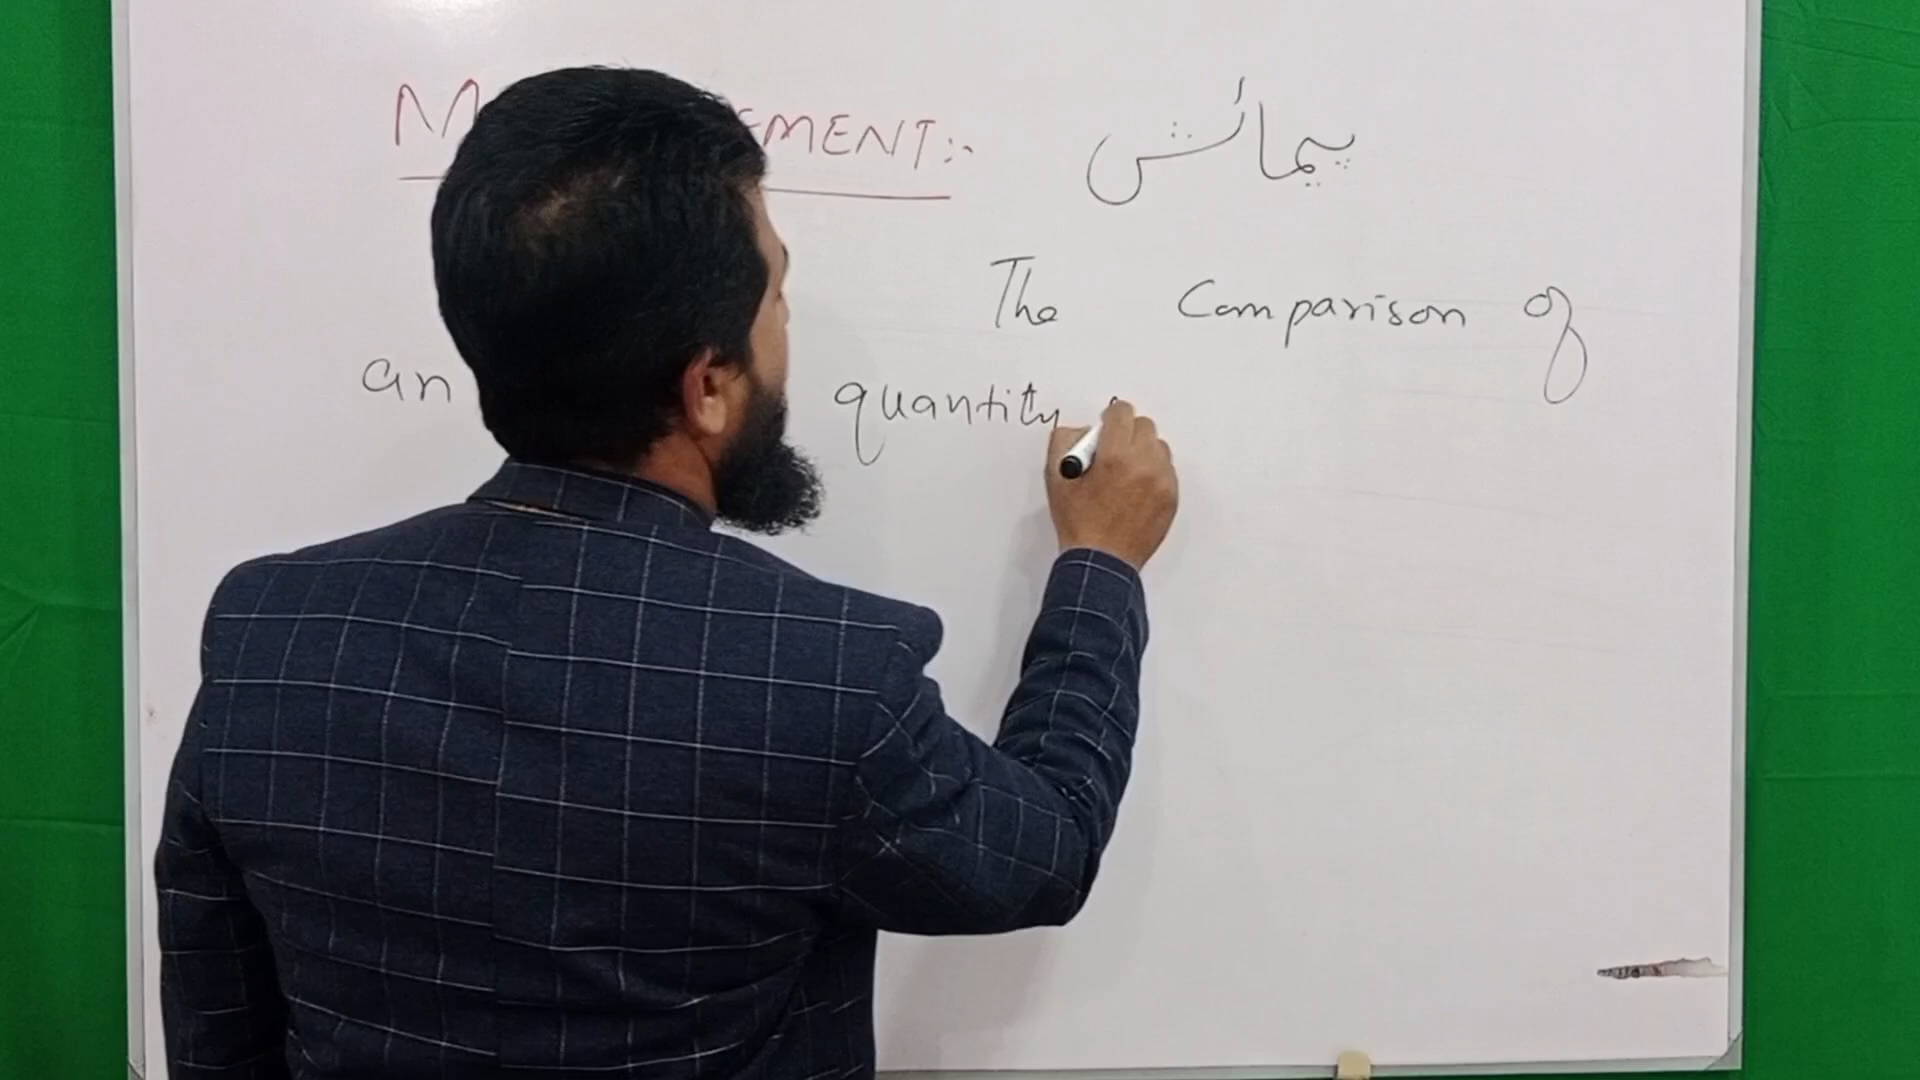 M EMENT:- پیمائش
The Comparison of
an quantity